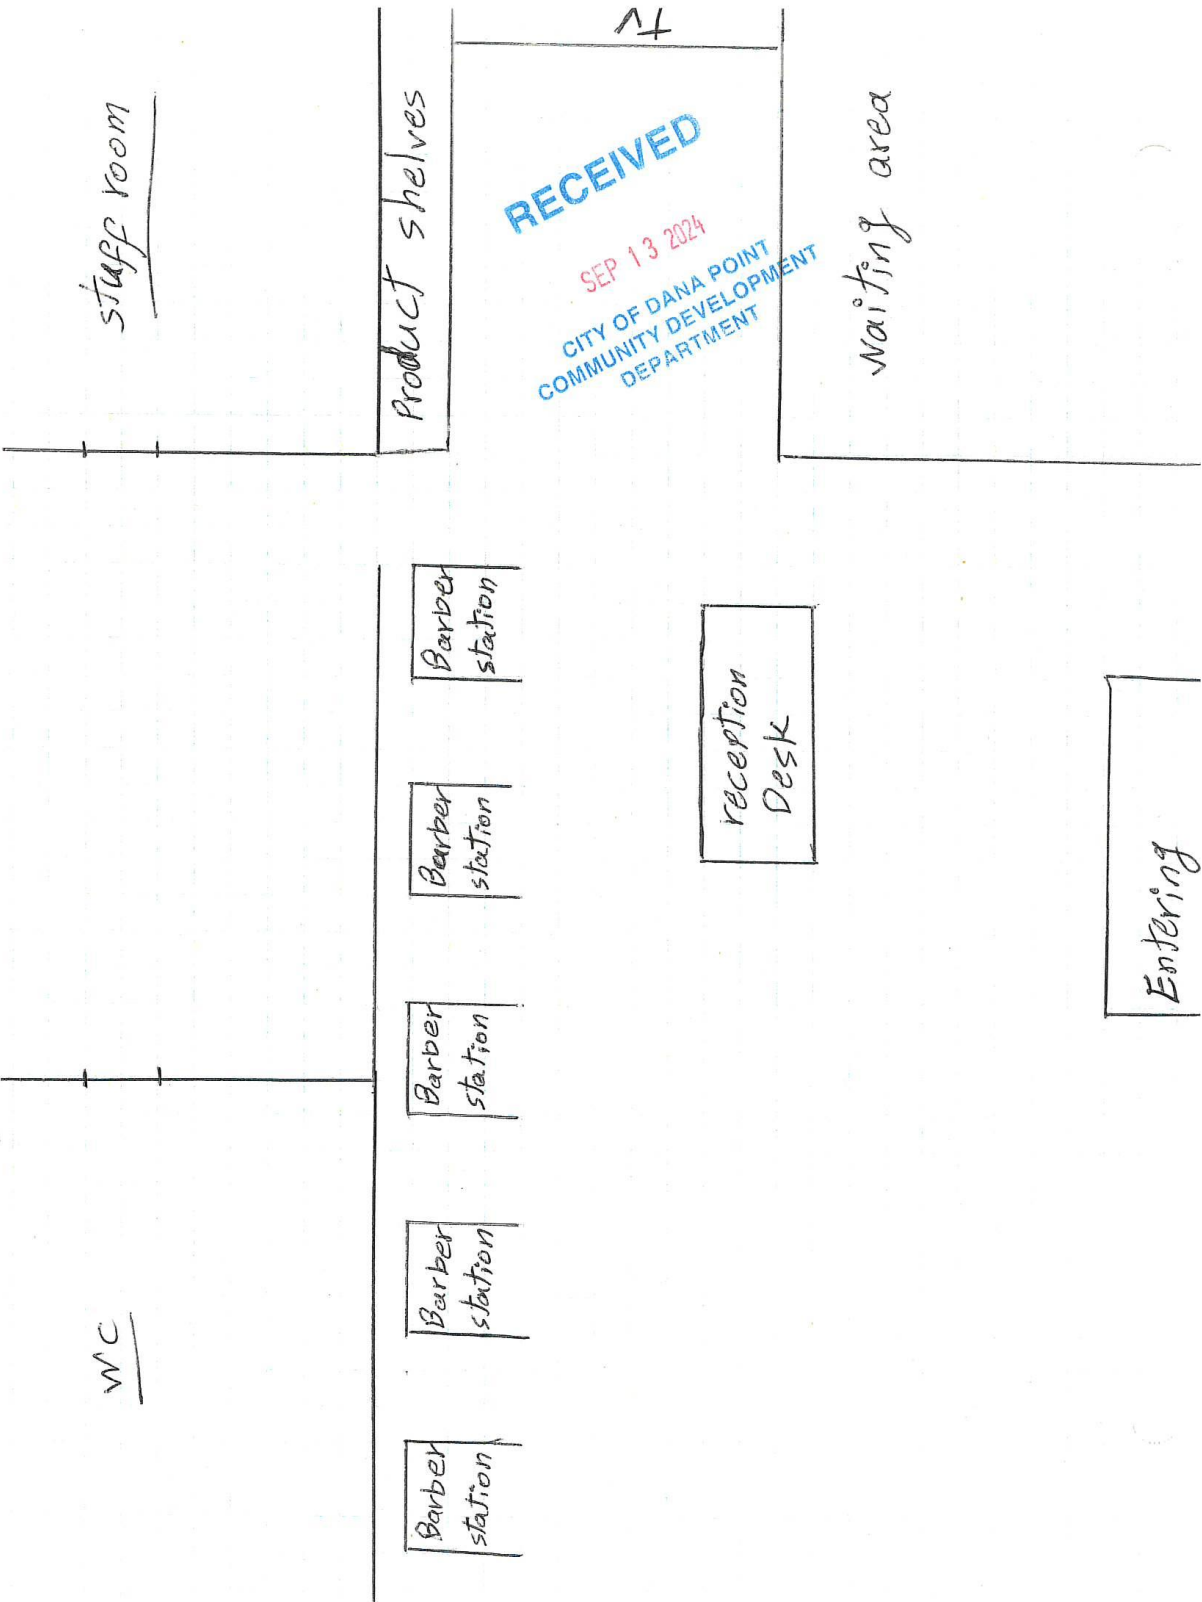 WC
stuff room
Barber
station
Barber
station
Barber
station
Barber
station
Barber
station
Product shelves
TV
RECEIVED
SEP 13 2024
CITY OF DANA POINT
COMMUNITY DEVELOPMENT
DEPARTMENT
reception
Desk
Waiting area
Entering